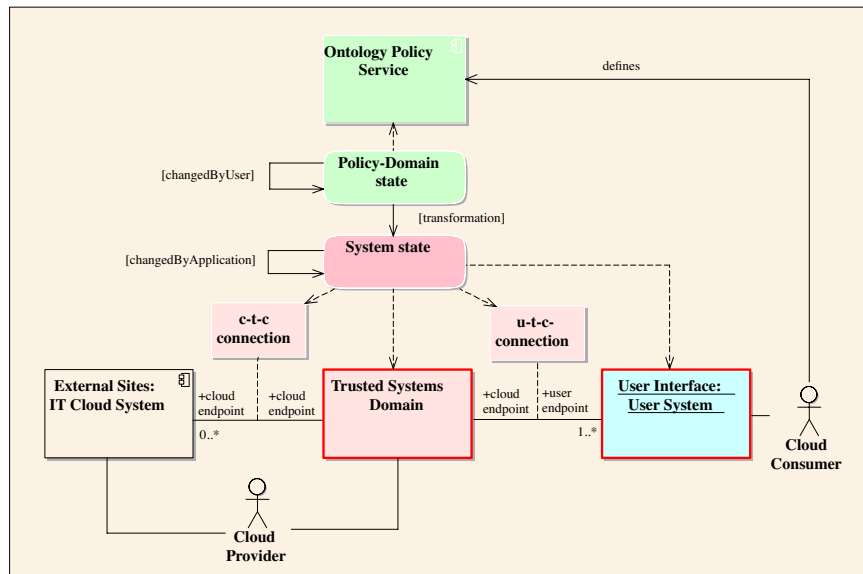 Ontology Policy
Service
defines
Policy-Domain
state
[changedByUser]
[transformation]
System state
[changedByApplication]
c-t-c
connection
u-t-c-
connection
External Sites:
IT Cloud System
+cloud
endpoint
+cloud
endpoint
0..*
Trusted Systems
Domain
+cloud
endpoint
+user
endpoint
1..*
User Interface:
User System
Cloud
Consumer
Cloud
Provider